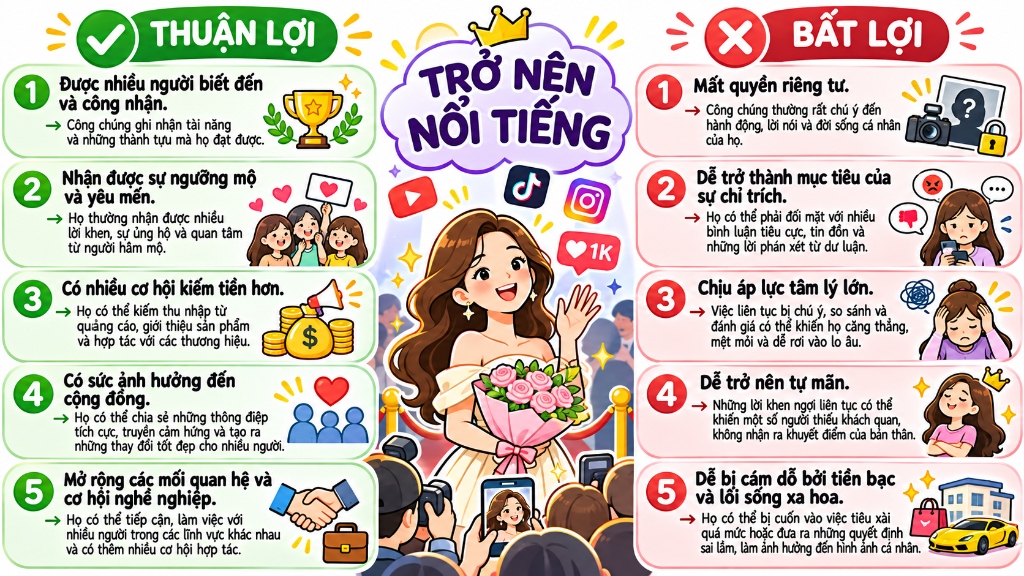 THUẬN LỢI
1
Được nhiều người biết đến
và công nhận.
→ Công chúng ghi nhận tài năng
và những thành tựu mà họ đạt được.
2
Nhận được sự ngưỡng mộ
và yêu mến.
→ Họ thường nhận được nhiều
lời khen, sự ủng hộ và quan tâm
từ người hâm mộ.
3
Có nhiều cơ hội kiếm tiền hơn.
→ Họ có thể kiếm thu nhập từ
quảng cáo, giới thiệu sản phẩm
và hợp tác với các thương hiệu.
$
4
Có sức ảnh hưởng đến
cộng đồng.
→ Họ có thể chia sẻ những thông điệp
tích cực, truyền cảm hứng và tạo ra
những thay đổi tốt đẹp cho nhiều người.
5
Mở rộng các mối quan hệ và
cơ hội nghề nghiệp.
→ Họ có thể tiếp cận, làm việc với
nhiều người trong các lĩnh vực khác nhau
và có thêm nhiều cơ hội hợp tác.
TRỞ NÊN
NỔI TIẾNG
1K
BẤT LỢI
1
Mất quyền riêng tư.
→ Công chúng thường rất chú ý đến
hành động, lời nói và đời sống cá nhân
của họ.
?
2
Dễ trở thành mục tiêu của
sự chỉ trích.
→ Họ có thể phải đối mặt với nhiều
bình luận tiêu cực, tin đồn và
những lời phán xét từ dư luận.
3
Chịu áp lực tâm lý lớn.
→ Việc liên tục bị chú ý, so sánh và
đánh giá có thể khiến họ căng thẳng,
mệt mỏi và dễ rơi vào lo âu.
4
Dễ trở nên tự mãn.
→ Những lời khen ngợi liên tục có thể
khiến một số người thiếu khách quan,
không nhận ra khuyết điểm của bản thân.
5
Dễ bị cám dỗ bởi tiền bạc
và lối sống xa hoa.
→ Họ có thể bị cuốn vào việc tiêu xài
quá mức hoặc đưa ra những quyết định
sai lầm, làm ảnh hưởng đến hình ảnh cá nhân.